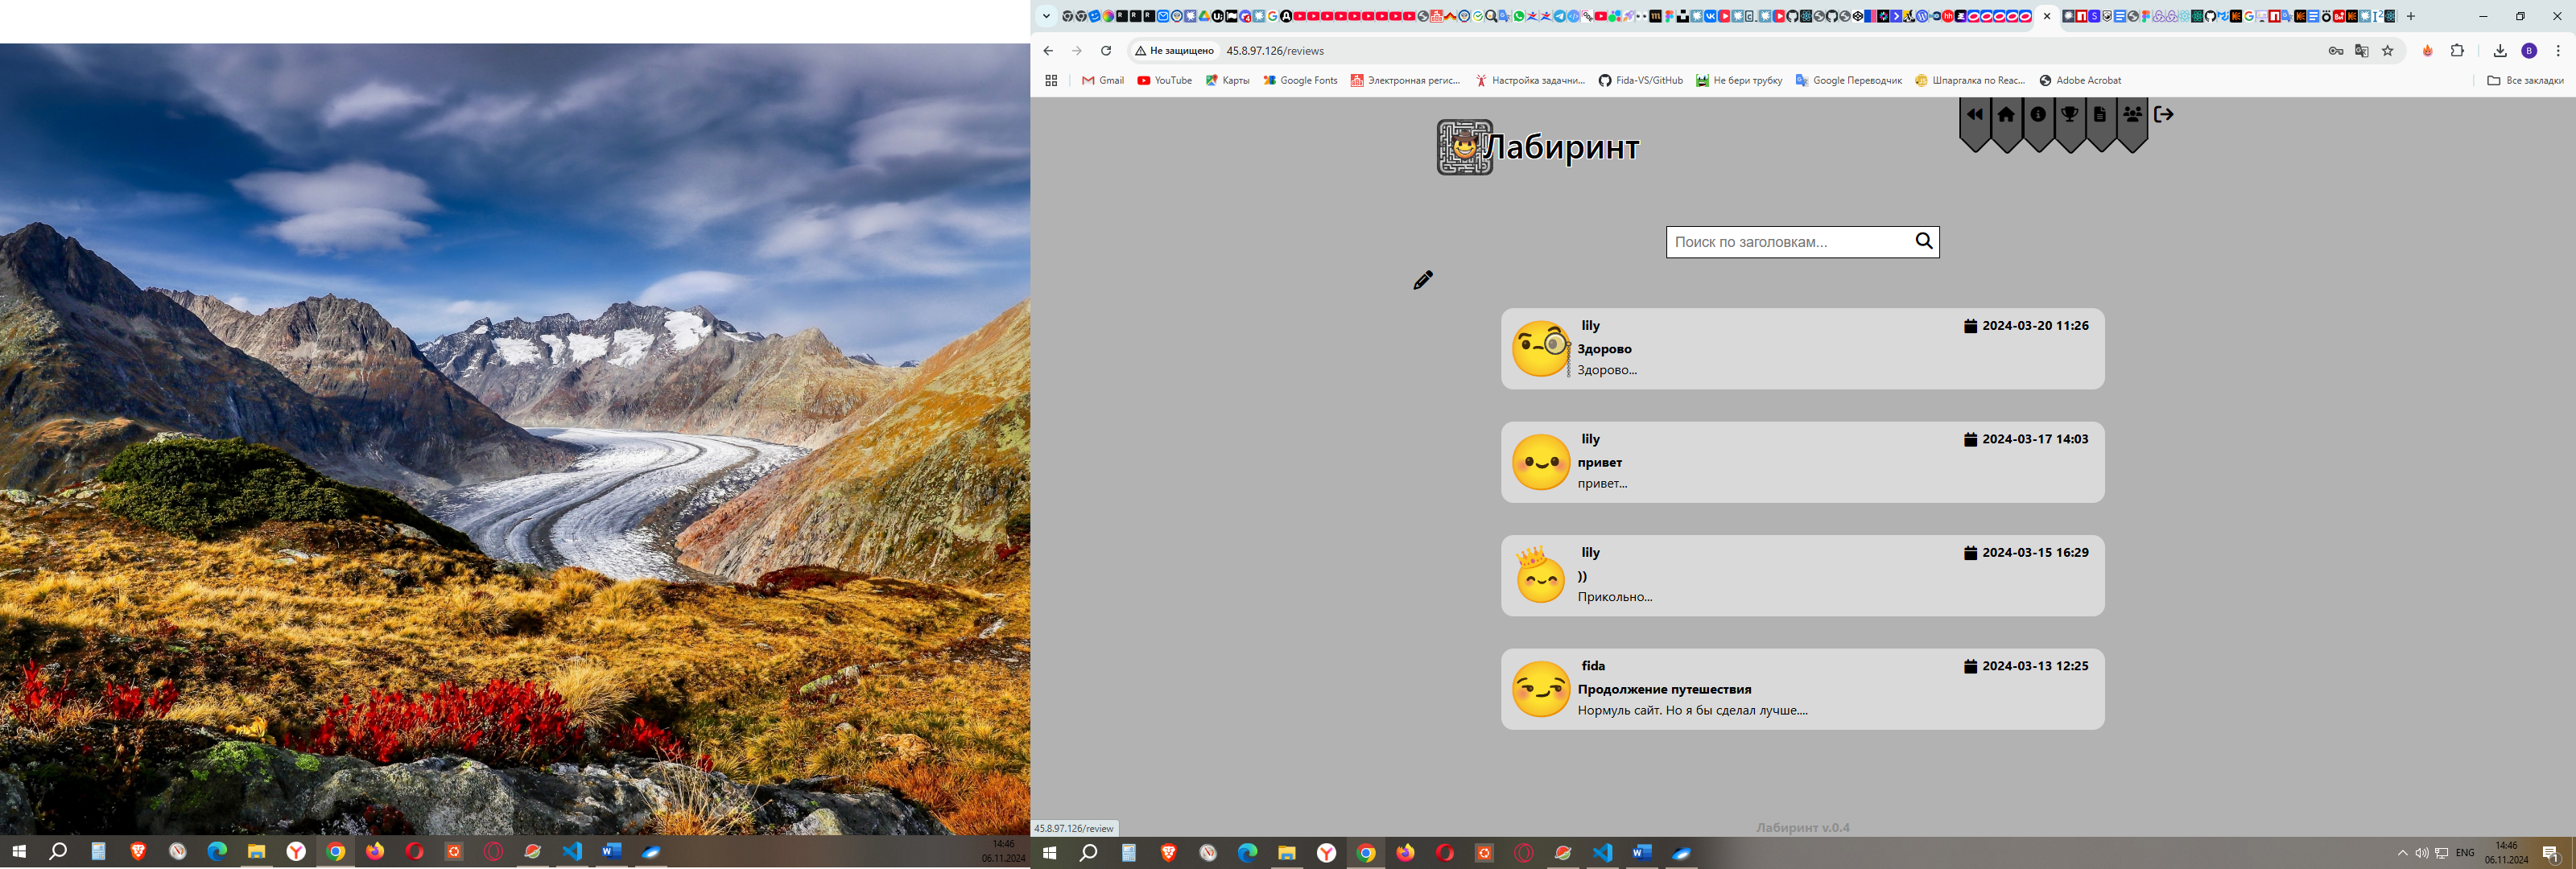 14:46
06.11.2024
Не защищено
45.8.97.126/reviews
Gmail
YouTube
Карты
Google Fonts
Электронная регис...
Настройка задачни...
Fida-VS/GitHub
Не бери трубку
Google Переводчик
Шпаргалка по Reac...
Adobe Acrobat
Все закладки
Лабиринт
Поиск по заголовкам...
lily 2024-03-20 11:26
Здорово
Здорово...
lily 2024-03-17 14:03
привет
привет...
lily 2024-03-15 16:29
))
Прикольно...
fida 2024-03-13 12:25
Продолжение путешествия
Нормуль сайт. Но я бы сделал лучше....
45.8.97.126/review
Лабиринт v.0.4
ENG
14:46
06.11.2024
1